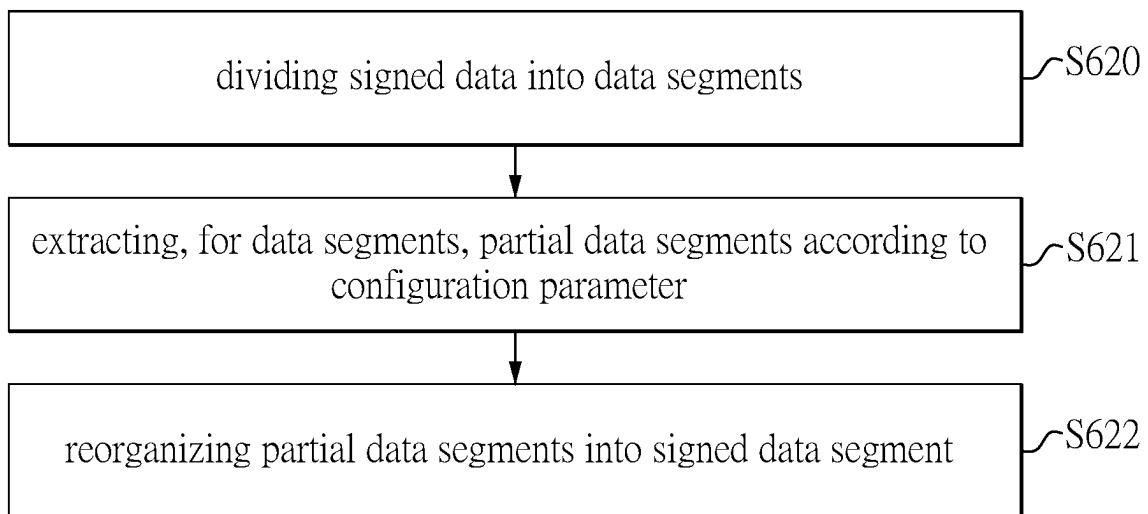 dividing signed data into data segments
S620
extracting, for data segments, partial data segments according to
configuration parameter
S621
reorganizing partial data segments into signed data segment
S622